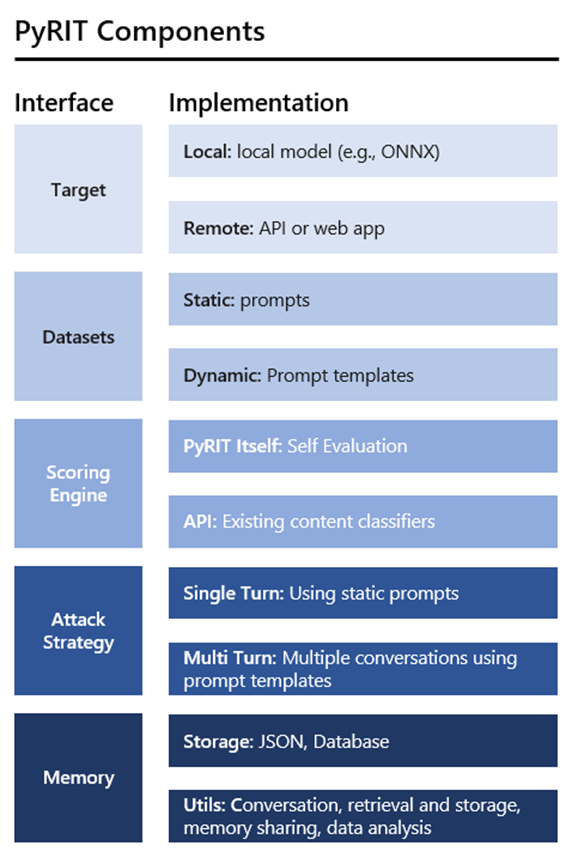 PyRIT Components
Interface
Implementation
Target
Local: local model (e.g., ONNX)
Remote: API or web app
Datasets
Static: prompts
Dynamic: Prompt templates
Scoring
Engine
PyRIT Itself: Self Evaluation
API: Existing content classifiers
Attack
Strategy
Single Turn: Using static prompts
Multi Turn: Multiple conversations using
prompt templates
Memory
Storage: JSON, Database
Utils: Conversation, retrieval and storage,
memory sharing, data analysis